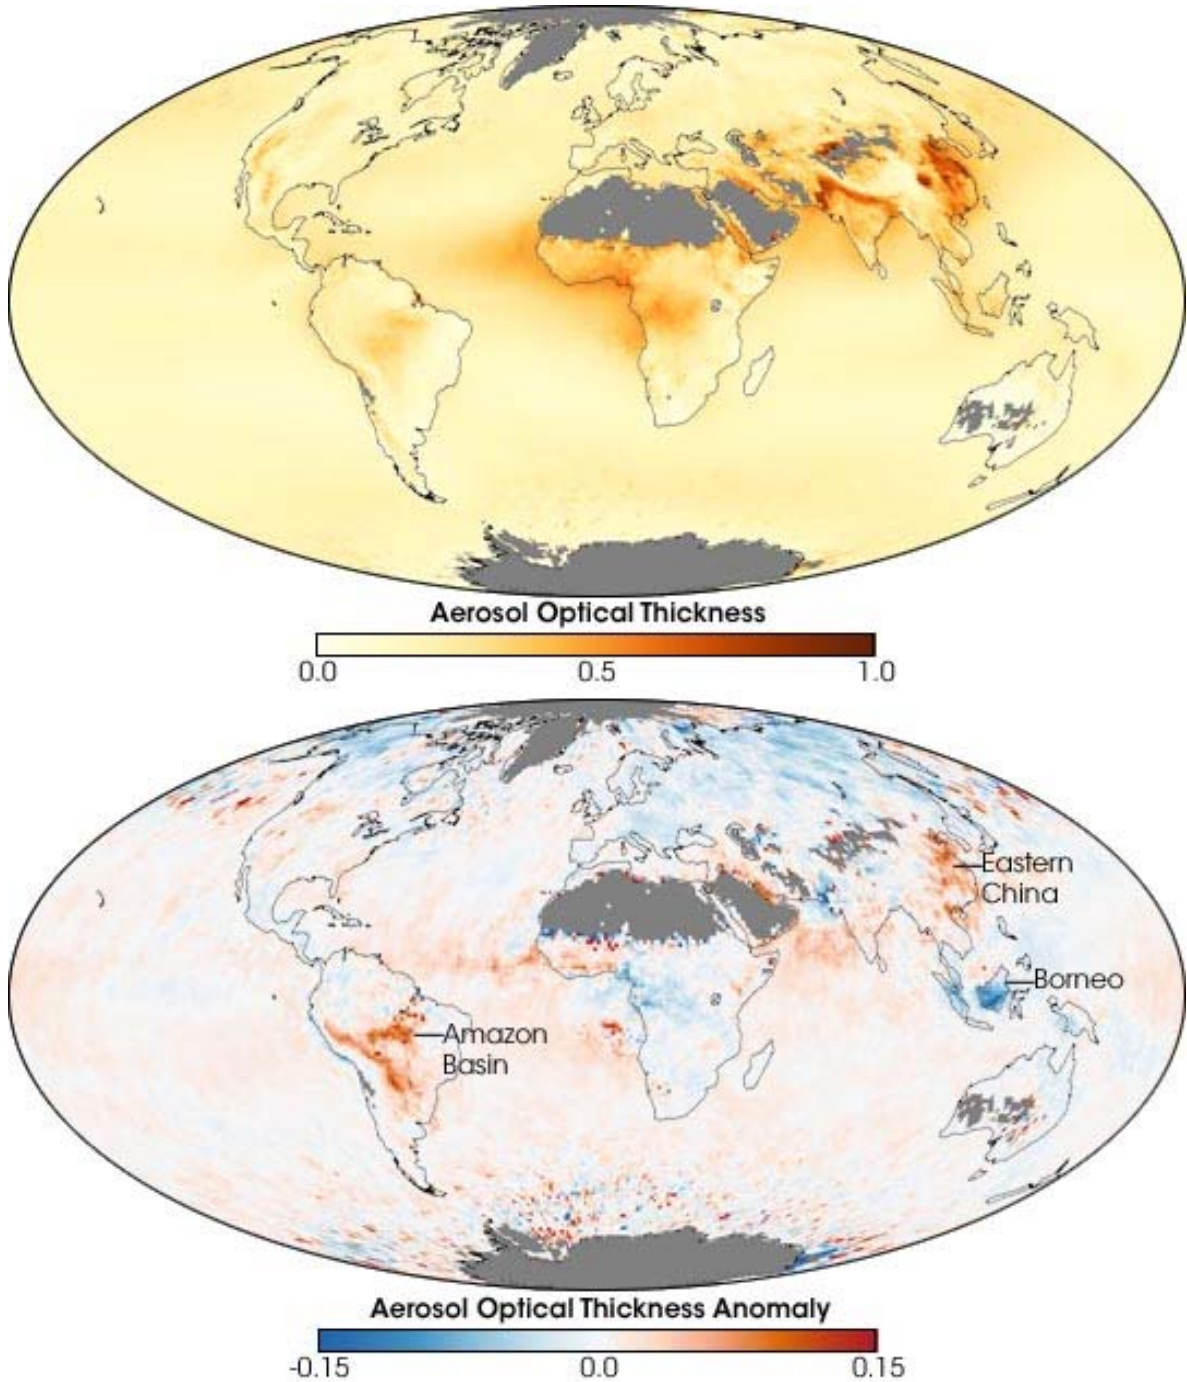 Aerosol Optical Thickness
0.0 0.5 1.0
Eastern
China
Borneo
Amazon
Basin
Aerosol Optical Thickness Anomaly
-0.15 0.0 0.15